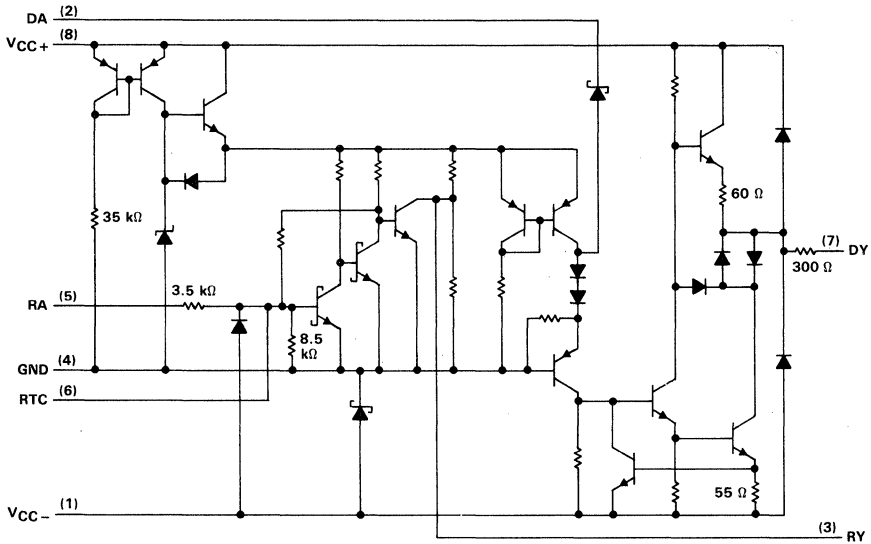 DA (2)
VCC+ (8)
35 kΩ
60 Ω
(7) DY
300 Ω
3.5 kΩ
RA (5)
8.5 kΩ
GND (4)
RTC (6)
55 Ω
VCC− (1)
(3) RY